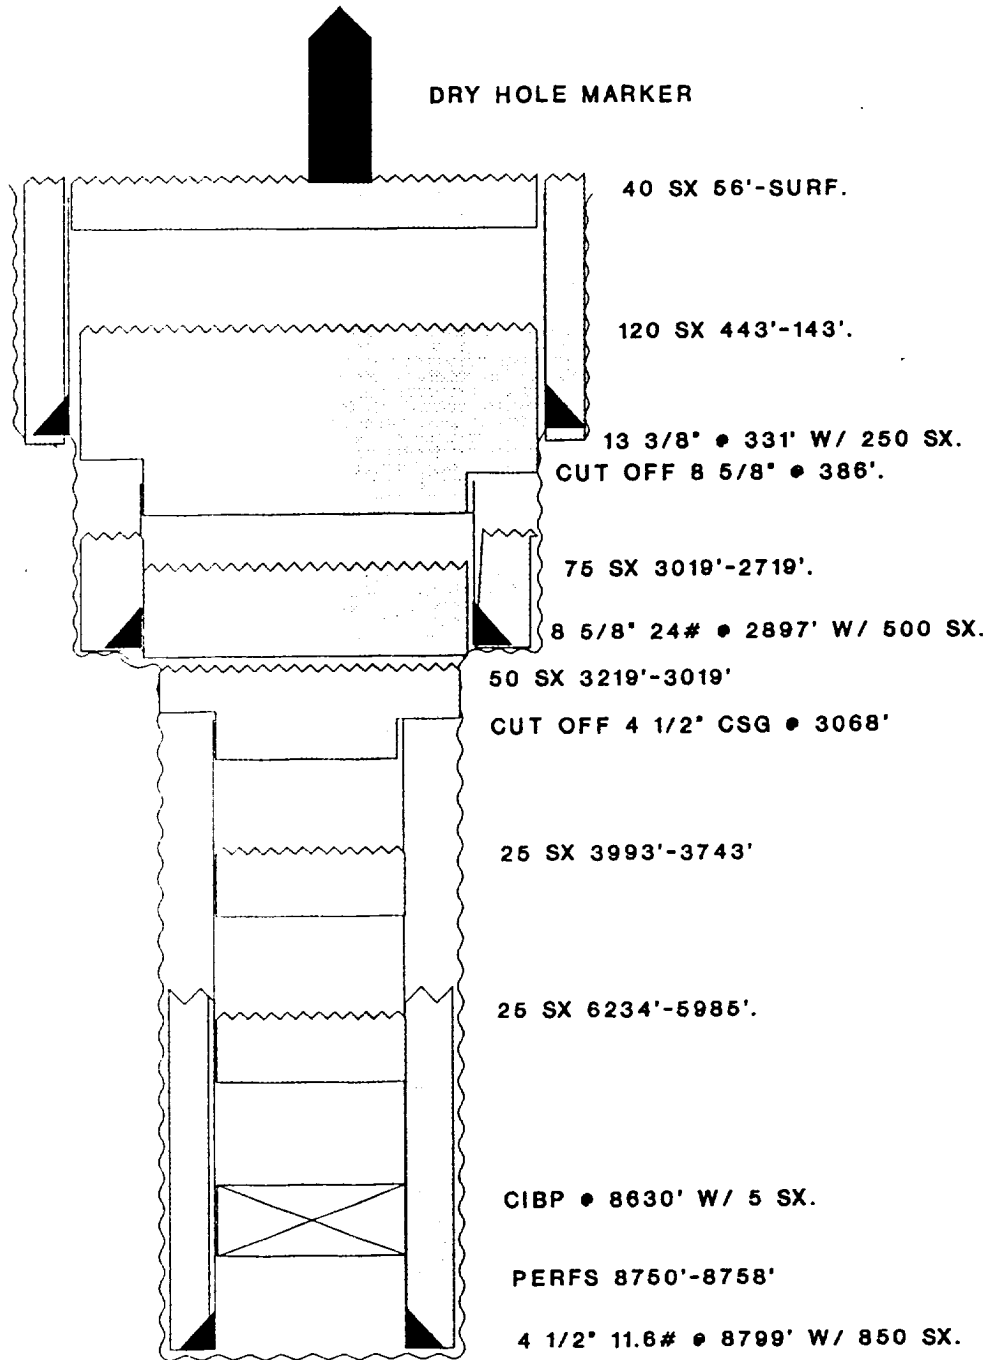 DRY HOLE MARKER
40 SX 56'-SURF.
120 SX 443'-143'.
13 3/8" @ 331' W/ 250 SX.
CUT OFF 8 5/8" @ 386'.
75 SX 3019'-2719'.
8 5/8" 24# @ 2897' W/ 500 SX.
50 SX 3219'-3019'
CUT OFF 4 1/2" CSG @ 3068'
25 SX 3993'-3743'
25 SX 6234'-5985'.
CIBP @ 8630' W/ 5 SX.
PERFS 8750'-8758'
4 1/2" 11.6# @ 8799' W/ 850 SX.